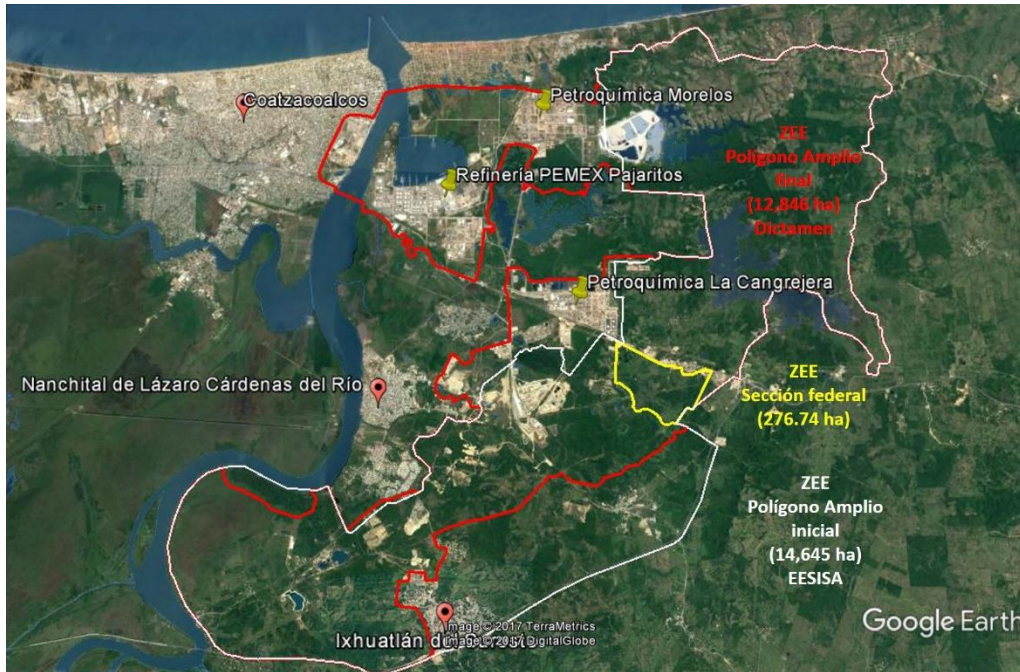 Coatzacoalcos
Petroquímica Morelos
ZEE
Polígono Amplio
final
(12,846 ha)
Dictamen
Refinería PEMEX Pajaritos
Petroquímica La Cangrejera
Nanchital de Lázaro Cárdenas del Río
ZEE
Sección federal
(276.74 ha)
ZEE
Polígono Amplio
inicial
(14,645 ha)
EESISA
Image © 2017 TerraMetrics
Ixhuatlán
Image © 2017 DigitalGlobe
Google Earth